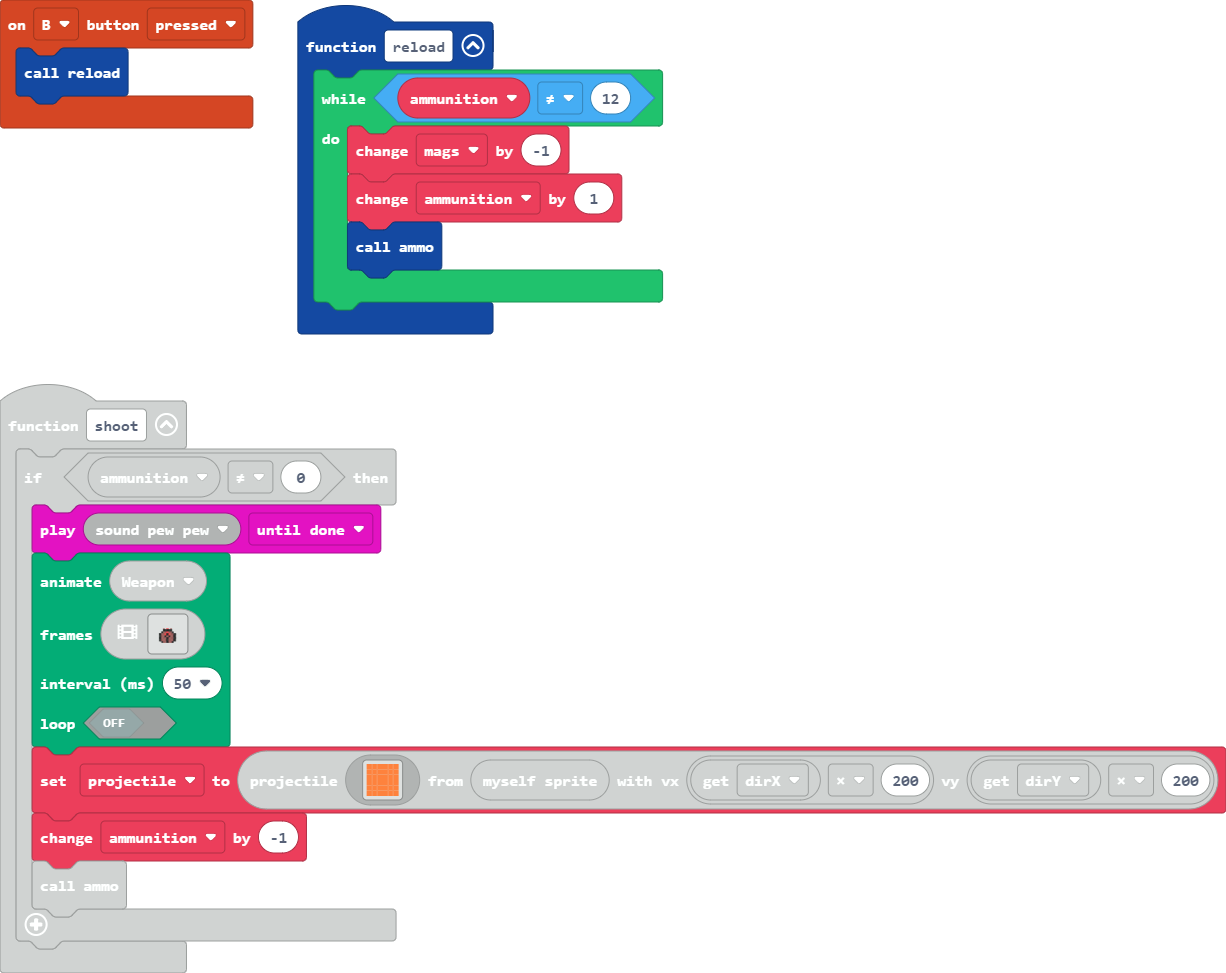 on B button pressed
call reload
function reload
while ammunition ≠ 12
do
change mags by -1
change ammunition by 1
call ammo
function shoot
if ammunition ≠ 0 then
play sound pew pew until done
animate Weapon
frames
interval (ms) 50
loop OFF
set projectile to projectile from myself sprite with vx get dirX × 200 vy get dirY × 200
change ammunition by -1
call ammo